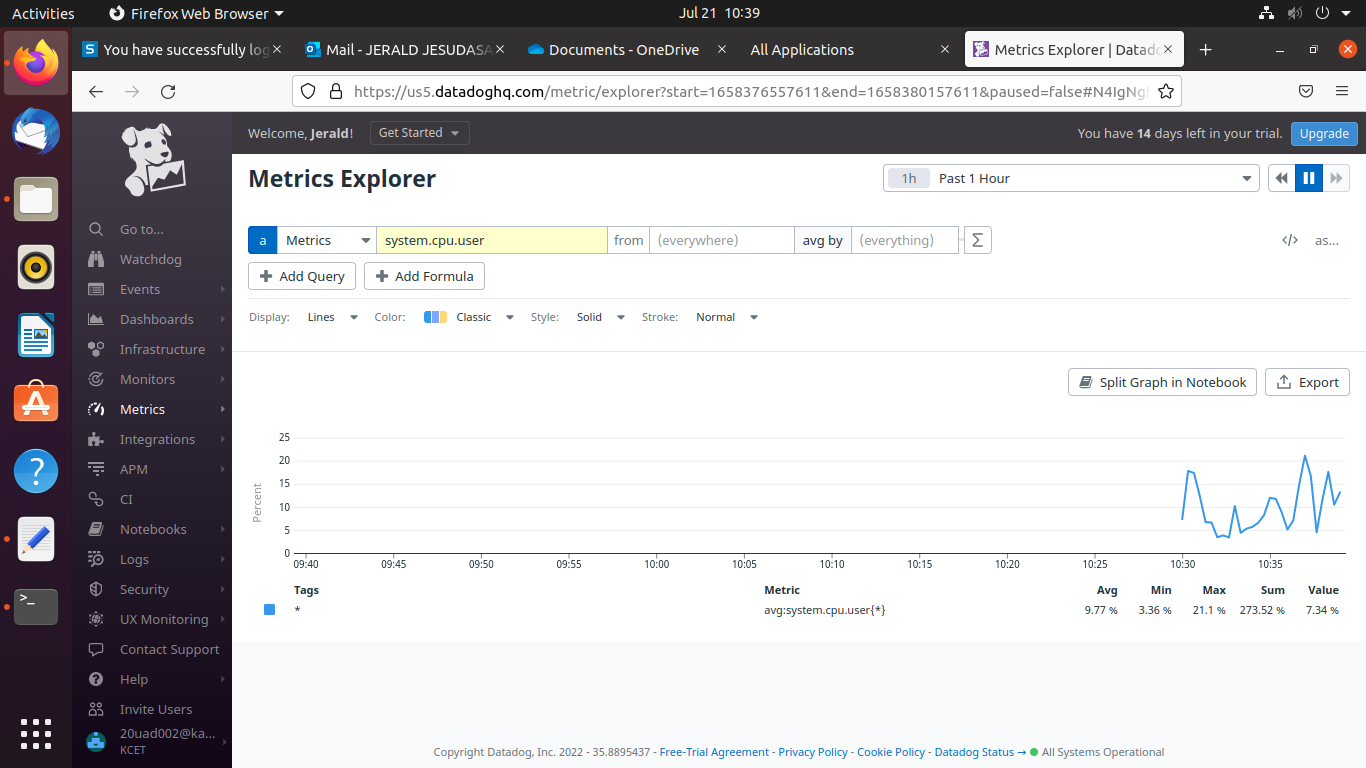 Activities Firefox Web Browser Jul 21 10:39
You have successfully log Mail - JERALD JESUDASA Documents - OneDrive All Applications Metrics Explorer | Datado
https://us5.datadoghq.com/metric/explorer?start=1658376557611&end=1658380157611&paused=false#N4IgNg
Welcome, Jerald! Get Started You have 14 days left in your trial. Upgrade
Metrics Explorer 1h Past 1 Hour
Go to...
Watchdog
Events
Dashboards
Infrastructure
Monitors
Metrics
Integrations
APM
CI
Notebooks
Logs
Security
UX Monitoring
Contact Support
Help
Invite Users
20uad002@ka...
KCET
a Metrics system.cpu.user from (everywhere) avg by (everything) Σ </> as...
Add Query Add Formula
Display: Lines Color: Classic Style: Solid Stroke: Normal
Split Graph in Notebook Export
Percent
25
20
15
10
5
0
09:40 09:45 09:50 09:55 10:00 10:05 10:10 10:15 10:20 10:25 10:30 10:35
Tags Metric Avg Min Max Sum Value
* avg:system.cpu.user{*} 9.77 % 3.36 % 21.1 % 273.52 % 7.34 %
Copyright Datadog, Inc. 2022 - 35.8895437 - Free-Trial Agreement - Privacy Policy - Cookie Policy - Datadog Status → All Systems Operational